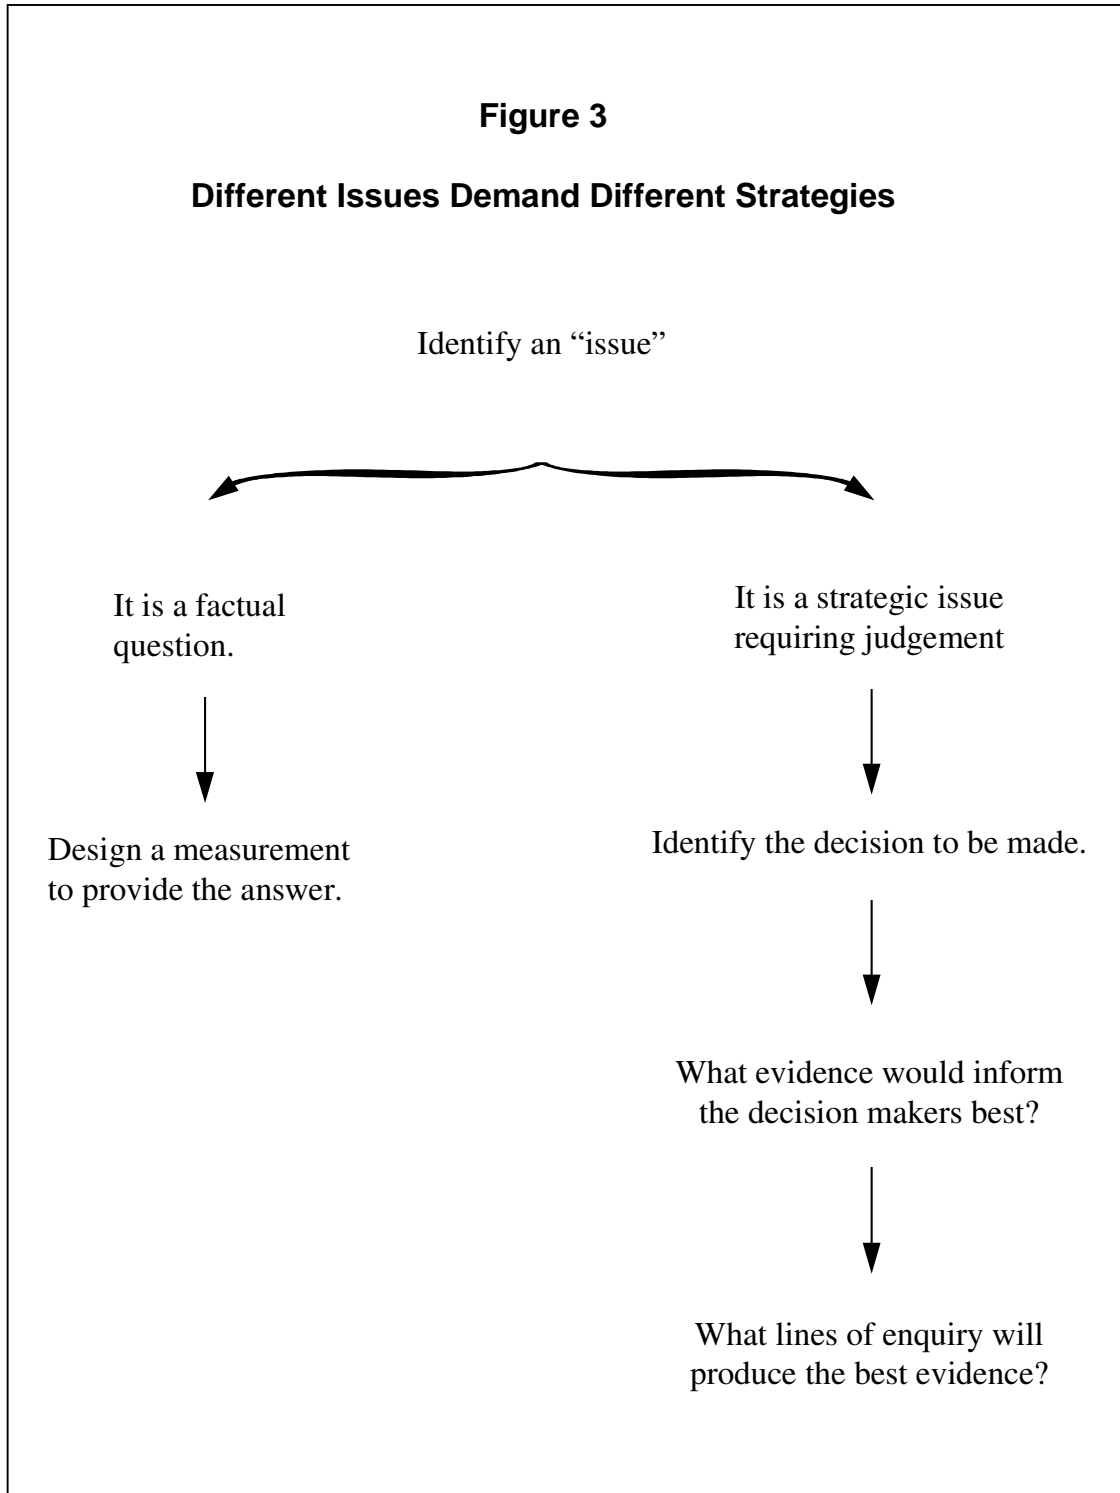 Figure 3
Different Issues Demand Different Strategies
Identify an “issue”
It is a factual
question.
It is a strategic issue
requiring judgement
Design a measurement
to provide the answer.
Identify the decision to be made.
What evidence would inform
the decision makers best?
What lines of enquiry will
produce the best evidence?